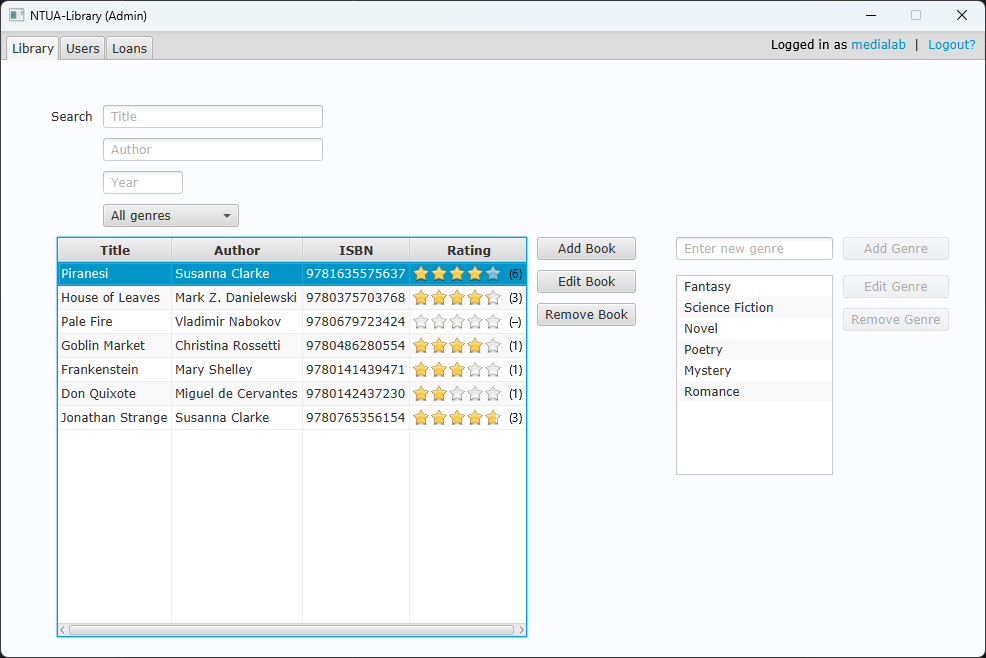 NTUA-Library (Admin)
Library Users Loans Logged in as medialab | Logout?
Search Title
Author
Year
All genres
Title Author ISBN Rating
Piranesi Susanna Clarke 9781635575637 (6)
House of Leaves Mark Z. Danielewski 9780375703768 (3)
Pale Fire Vladimir Nabokov 9780679723424 (–)
Goblin Market Christina Rossetti 9780486280554 (1)
Frankenstein Mary Shelley 9780141439471 (1)
Don Quixote Miguel de Cervantes 9780142437230 (1)
Jonathan Strange Susanna Clarke 9780765356154 (3)
Add Book
Edit Book
Remove Book
Enter new genre Add Genre
Fantasy
Science Fiction
Novel
Poetry
Mystery
Romance
Edit Genre
Remove Genre